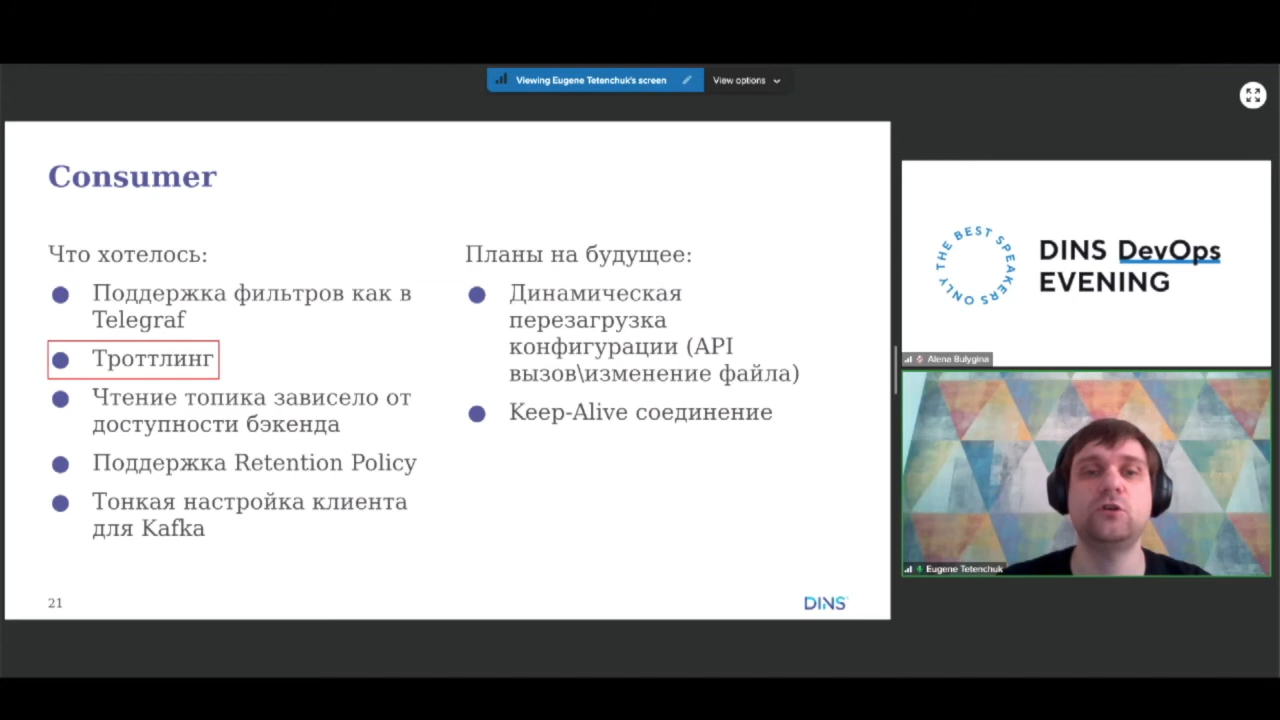 Viewing Eugene Tetenchuk's screen
View options
Consumer
Что хотелось:
Поддержка фильтров как в
Telegraf
Троттлинг
Чтение топика зависело от
доступности бэкенда
Поддержка Retention Policy
Тонкая настройка клиента
для Kafka
Планы на будущее:
Динамическая
перезагрузка
конфигурации (API
вызов\изменение файла)
Keep-Alive соединение
21
DINS
THE BEST SPEAKERS ONLY
DINS DevOps
EVENING
Alena Bulygina
Eugene Tetenchuk